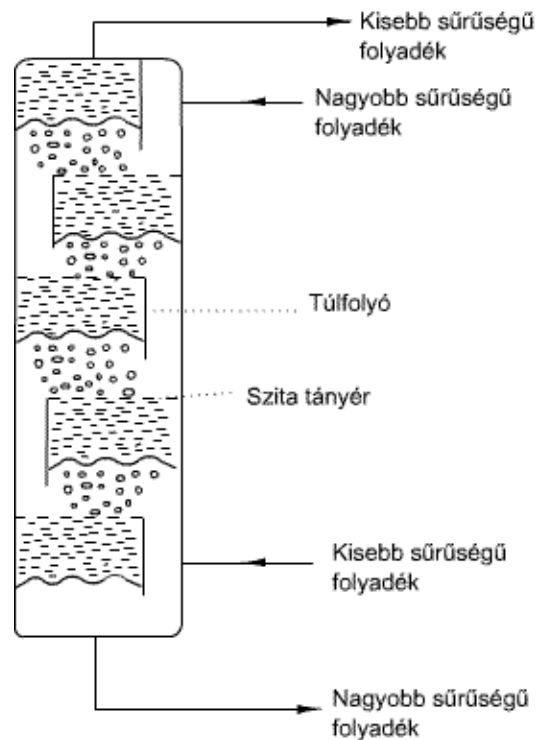 Kisebb sűrűségű
folyadék
Nagyobb sűrűségű
folyadék
Túlfolyó
Szita tányér
Kisebb sűrűségű
folyadék
Nagyobb sűrűségű
folyadék